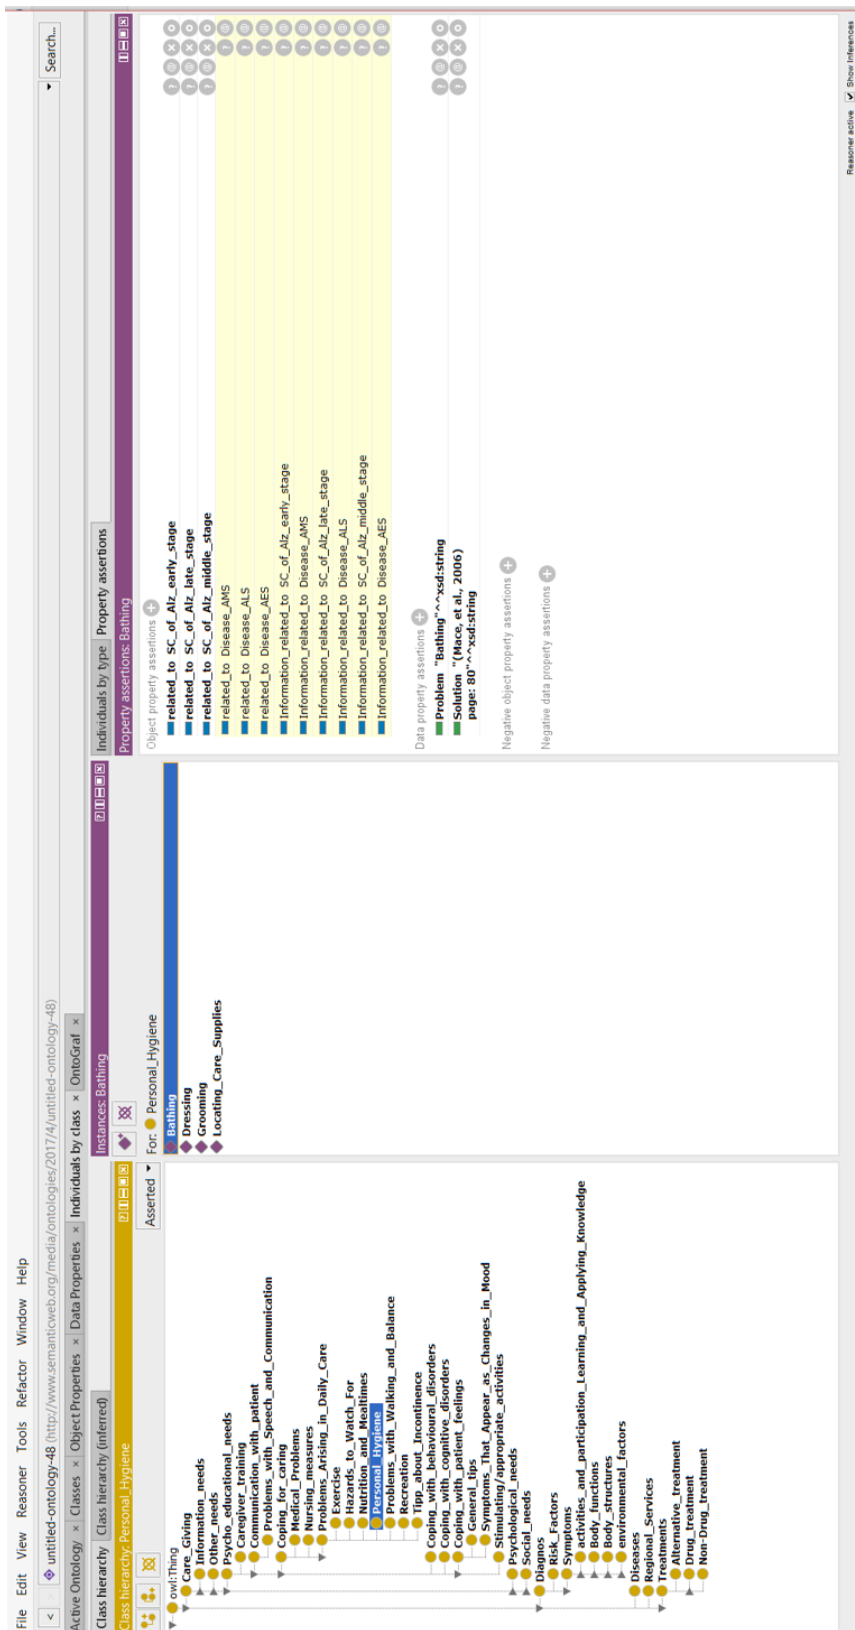 File Edit View Reasoner Tools Refactor Window Help
< > untitled-ontology-48 (http://www.semanticweb.org/media/ontologies/2017/4/untitled-ontology-48) Search...
Active Ontology × Classes × Object Properties × Data Properties × Individuals by class × OntoGraf ×
Class hierarchy Class hierarchy (inferred)
Class hierarchy: Personal_Hygiene
Asserted
owl:Thing
Care_Giving
Information_needs
Other_needs
Psycho_educational_needs
Caregiver_training
Communication_with_patient
Problems_with_Speech_and_Communication
Coping_for_caring
Medical_Problems
Nursing_measures
Problems_Arising_in_Daily_Care
Exercise
Hazards_to_Watch_For
Nutrition_and_Mealtimes
Personal_Hygiene
Problems_with_Walking_and_Balance
Recreation
Tipp_about_Incontinence
Coping_with_behavioural_disorders
Coping_with_cognitive_disorders
Coping_with_patient_feelings
General_tips
Symptoms_That_Appear_as_Changes_in_Mood
Stimulating/appropriate_activities
Psychological_needs
Social_needs
Diagnos
Risk_Factors
Symptoms
activities_and_participation_Learning_and_Applying_Knowledge
Body_functions
Body_structures
environmental_factors
Diseases
Regional_Services
Treatments
Alternative_treatment
Drug_treatment
Non-Drug_treatment
Instances: Bathing
For: Personal_Hygiene
Bathing
Dressing
Grooming
Locating_Care_Supplies
Individuals by type Property assertions
Property assertions: Bathing
Object property assertions
related_to SC_of_Alz_early_stage
related_to SC_of_Alz_late_stage
related_to SC_of_Alz_middle_stage
related_to Disease_AMS
related_to Disease_ALS
related_to Disease_AES
Information_related_to SC_of_Alz_early_stage
Information_related_to Disease_AMS
Information_related_to SC_of_Alz_late_stage
Information_related_to Disease_ALS
Information_related_to SC_of_Alz_middle_stage
Information_related_to Disease_AES
Data property assertions
Problem "Bathing"^^xsd:string
Solution "(Mace, et al., 2006)
page: 80"^^xsd:string
Negative object property assertions
Negative data property assertions
Reasoner active Show Inferences